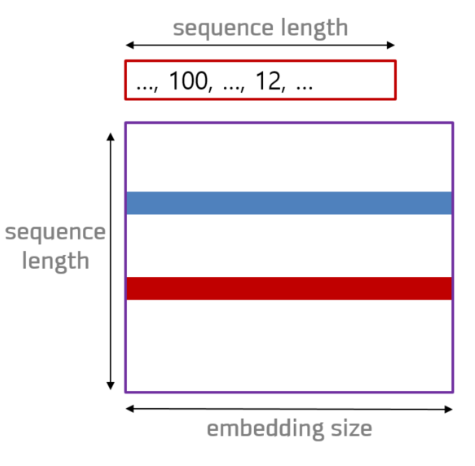 sequence length
..., 100, ..., 12, ...
sequence
length
embedding size